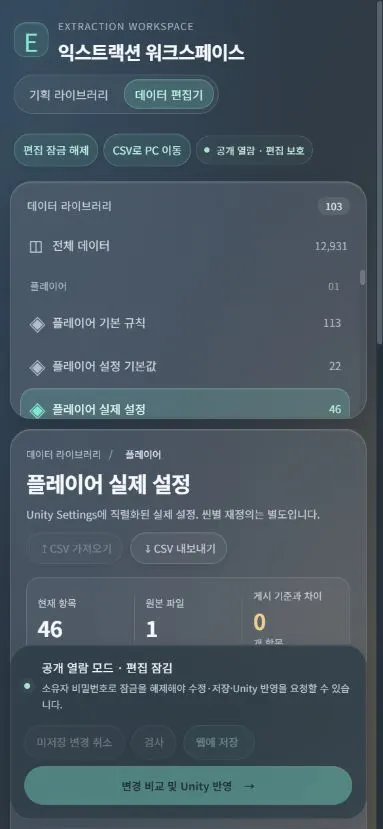 E
EXTRACTION WORKSPACE
익스트랙션 워크스페이스
기획 라이브러리 데이터 편집기
편집 잠금 해제 CSV로 PC 이동 공개 열람 · 편집 보호
데이터 라이브러리 103
전체 데이터 12,931
플레이어 01
플레이어 기본 규칙 113
플레이어 설정 기본값 22
플레이어 실제 설정 46
데이터 라이브러리 / 플레이어
플레이어 실제 설정
Unity Settings에 직렬화된 실제 설정. 씬별 재정의는 별도입니다.
↥ CSV 가져오기 ↧ CSV 내보내기
현재 항목 원본 파일 게시 기준과 차이
46 1 0
개 항목
공개 열람 모드 · 편집 잠김
소유자 비밀번호로 잠금을 해제해야 수정·저장·Unity 반영을 요청할 수 있습
니다.
미저장 변경 취소 검사 웹에 저장
변경 비교 및 Unity 반영 →